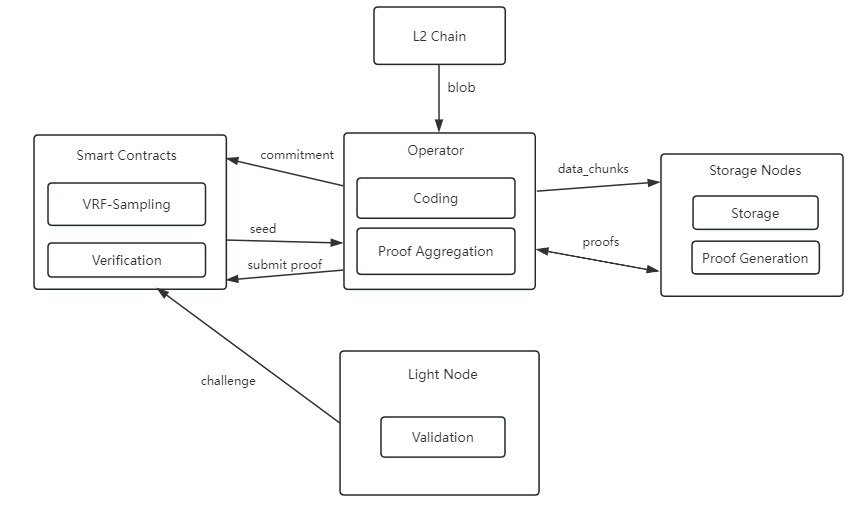 L2 Chain
blob
Smart Contracts
VRF-Sampling
Verification
commitment
seed
submit proof
Operator
Coding
Proof Aggregation
data_chunks
proofs
Storage Nodes
Storage
Proof Generation
challenge
Light Node
Validation